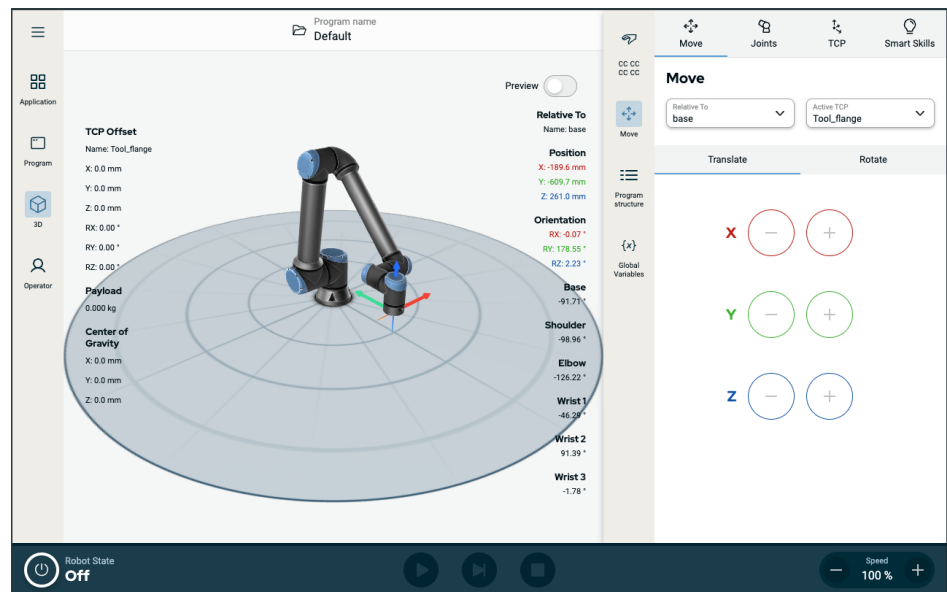 Program name
Default
Application
Program
3D
Operator
Preview
TCP Offset
Name: Tool_flange
X: 0.0 mm
Y: 0.0 mm
Z: 0.0 mm
RX: 0.00 °
RY: 0.00 °
RZ: 0.00 °
Payload
0.000 kg
Center of
Gravity
X: 0.0 mm
Y: 0.0 mm
Z: 0.0 mm
Relative To
Name: base
Position
X: -189.6 mm
Y: -609.7 mm
Z: 261.0 mm
Orientation
RX: -0.07 °
RY: 178.55 °
RZ: 2.23 °
Base
-91.71 °
Shoulder
-98.96 °
Elbow
-126.22 °
Wrist 1
-46.29 °
Wrist 2
91.39 °
Wrist 3
-1.78 °
CC CC
CC CC
Move
Program
structure
{x}
Global
Variables
Move
Joints
TCP
Smart Skills
Move
Relative To
base
Active TCP
Tool_flange
Translate
Rotate
X − +
Y − +
Z − +
Robot State
Off
Speed
− 100 % +